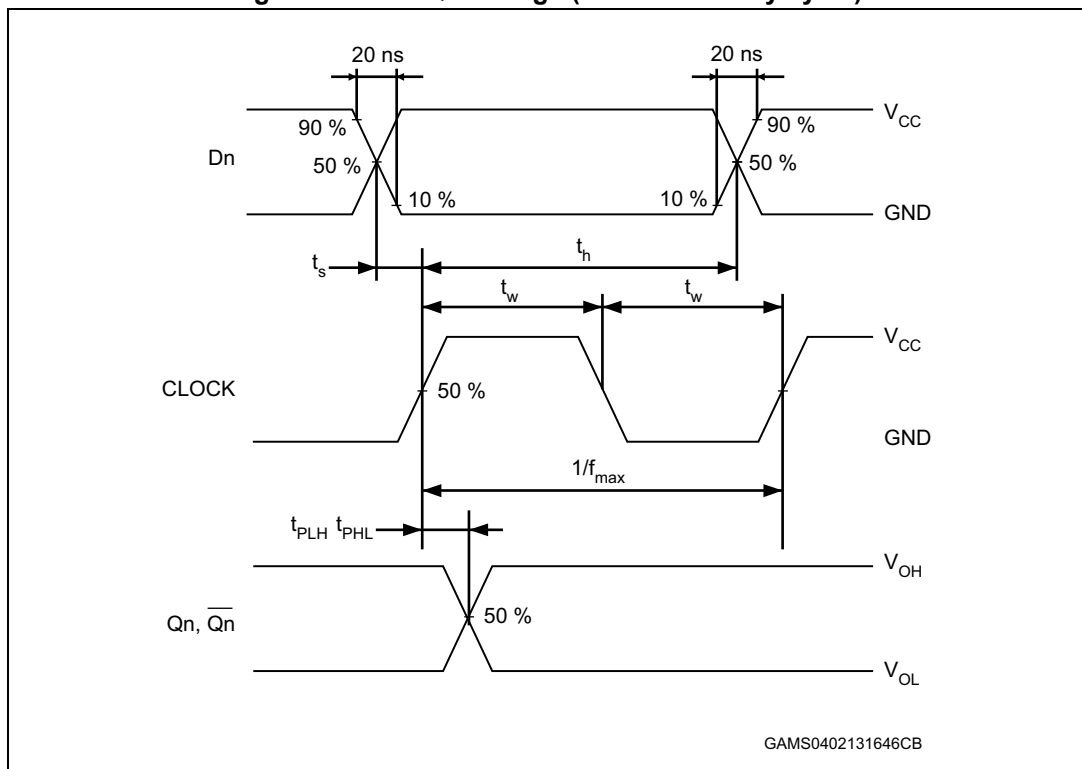 20 ns 20 ns
V_CC
90 % 90 %
Dn
50 % 50 %
10 % 10 %
GND
t_s t_h
t_w t_w
V_CC
CLOCK 50 %
GND
1/f_max
t_PLH t_PHL
V_OH
Qn, Q̅n̅ 50 %
V_OL
GAMS0402131646CB